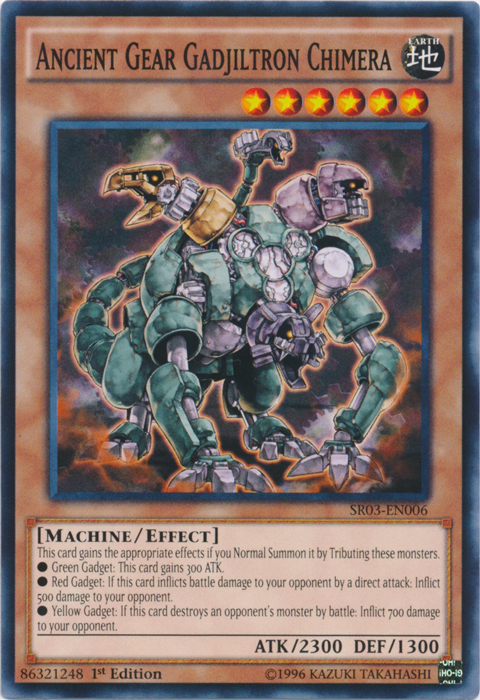 ANCIENT GEAR GADJILTRON CHIMERA
EARTH
地
SR03-EN006
[MACHINE/EFFECT]
This card gains the appropriate effects if you Normal Summon it by Tributing these monsters.
● Green Gadget: This card gains 300 ATK.
● Red Gadget: If this card inflicts battle damage to your opponent by a direct attack: Inflict
500 damage to your opponent.
● Yellow Gadget: If this card destroys an opponent's monster by battle: Inflict 700 damage
to your opponent.
ATK/2300 DEF/1300
86321248 1st Edition ©1996 KAZUKI TAKAHASHI